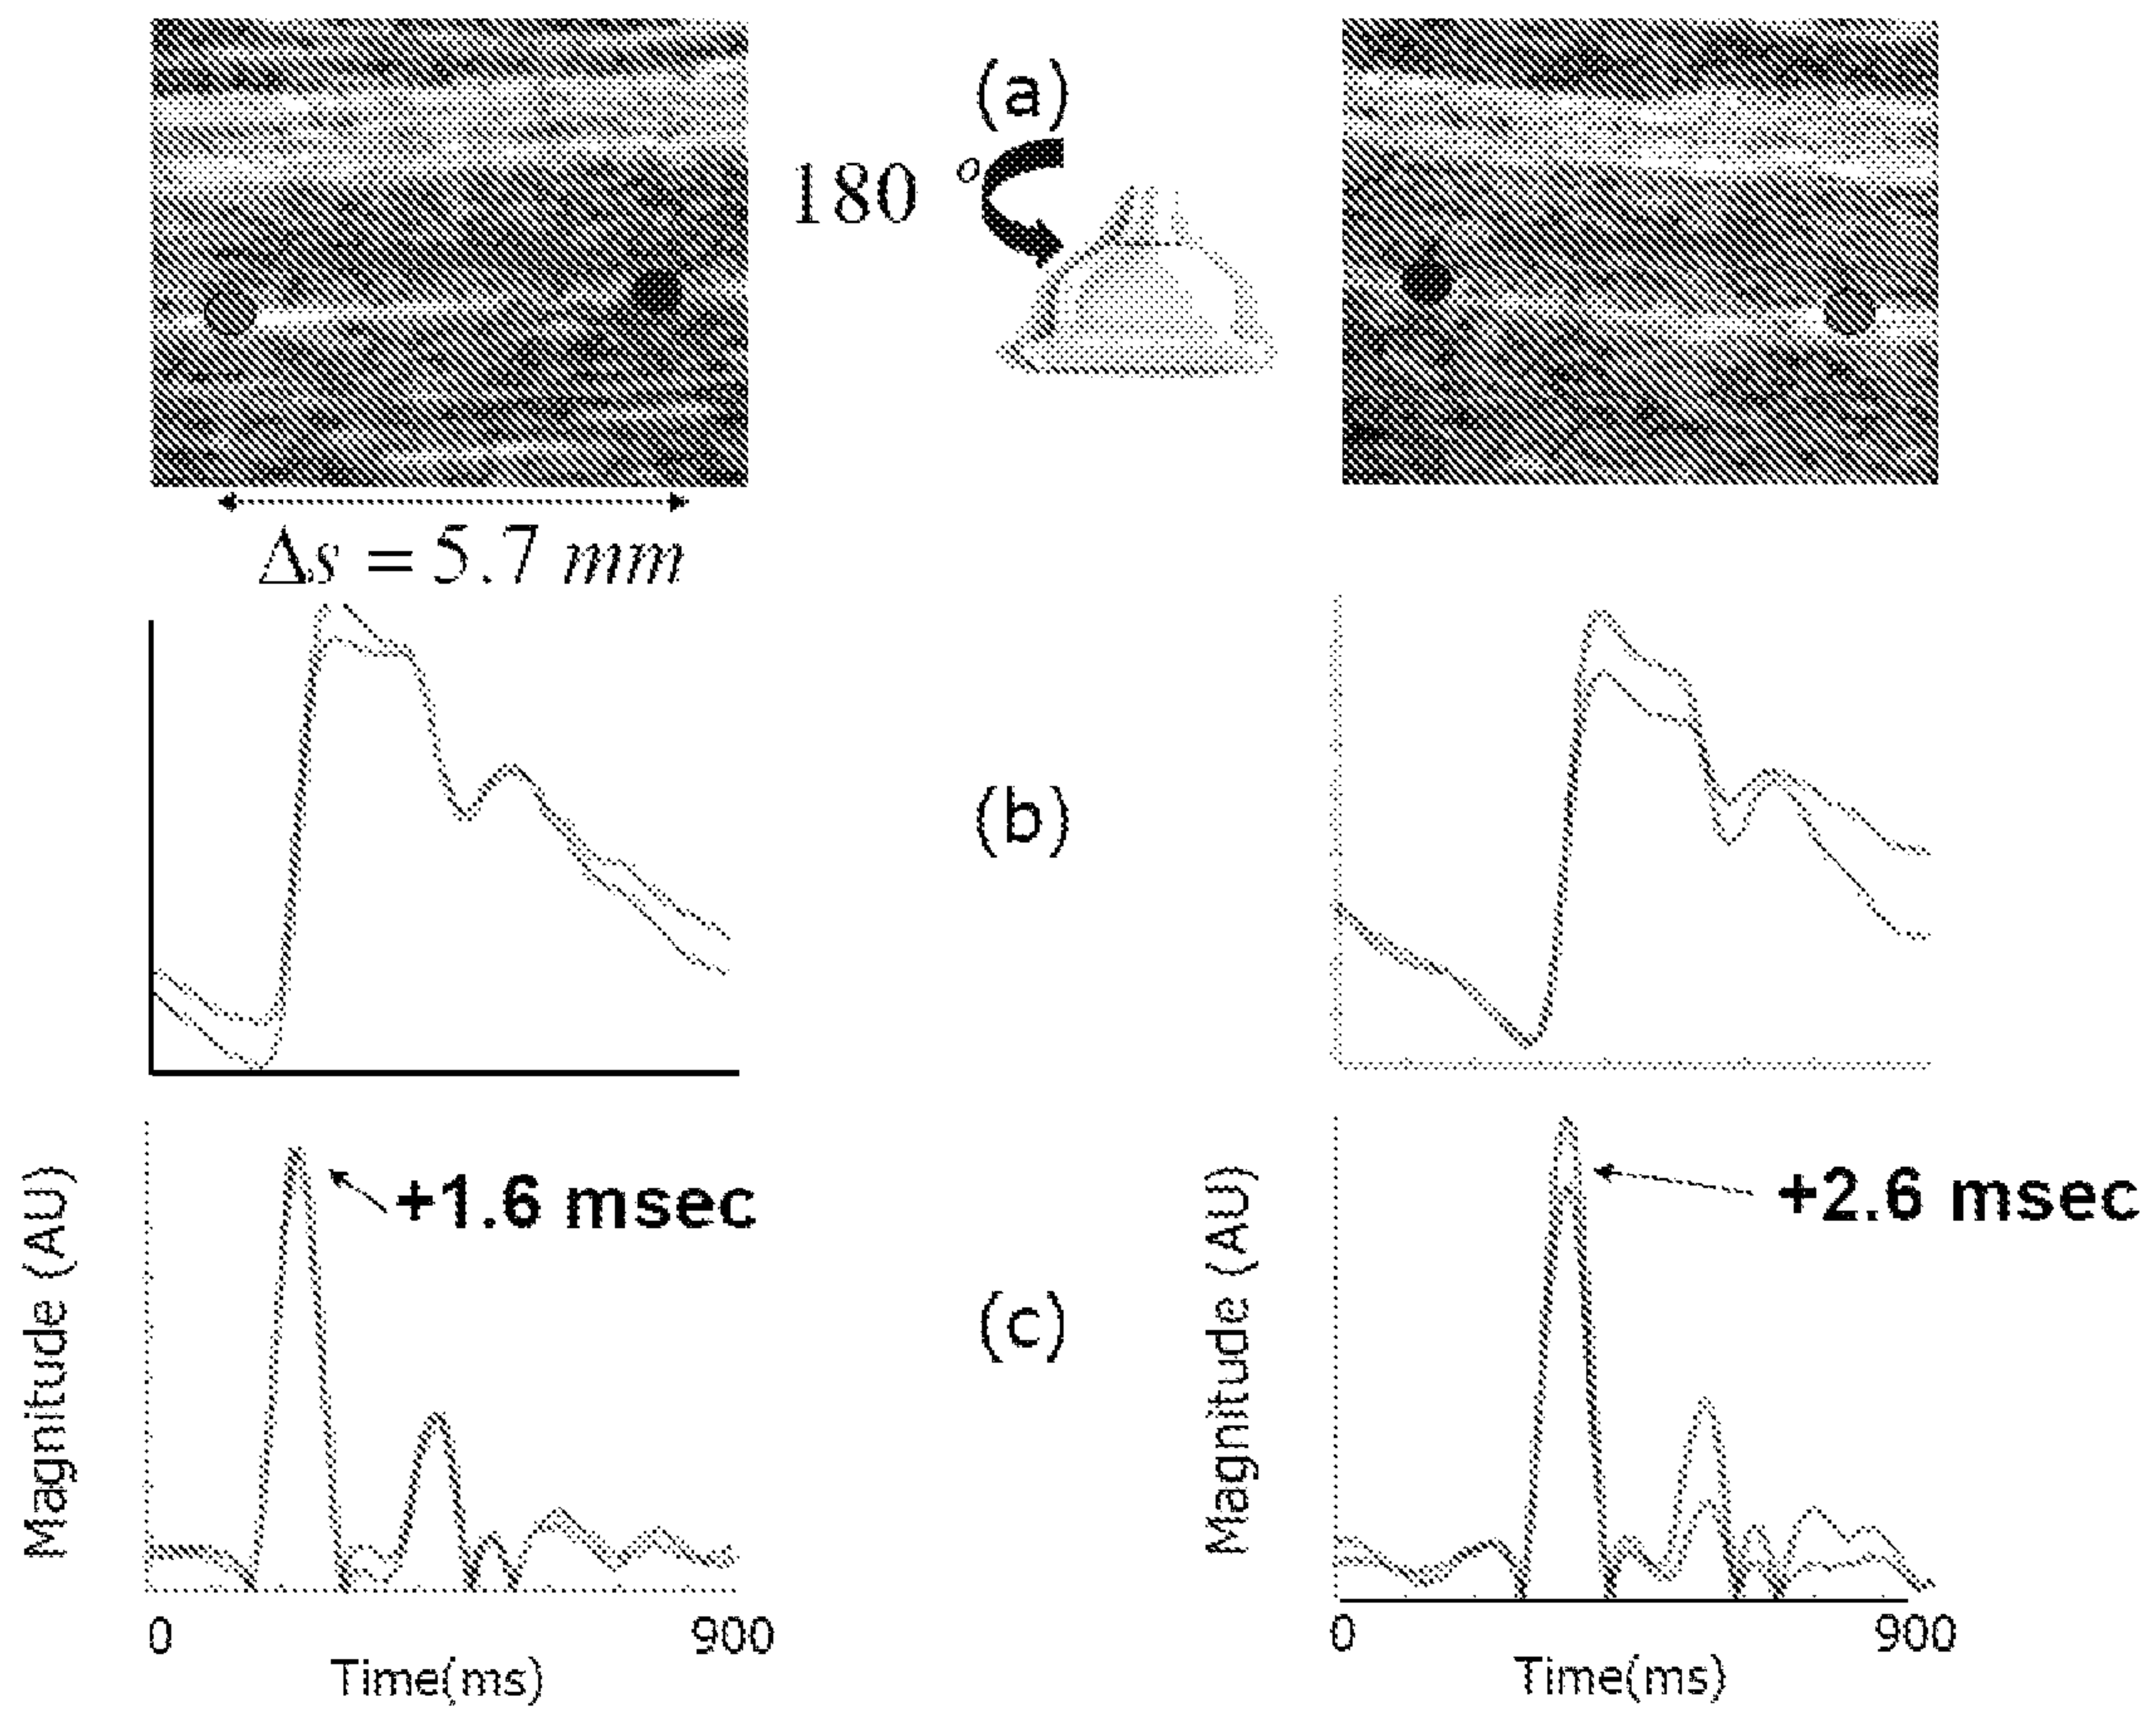 (a)
180 °
Δs = 5.7 mm
(b)
Magnitude (AU)
+1.6 msec
(c)
Magnitude (AU)
+2.6 msec
0 900
Time(ms)
0 900
Time(ms)